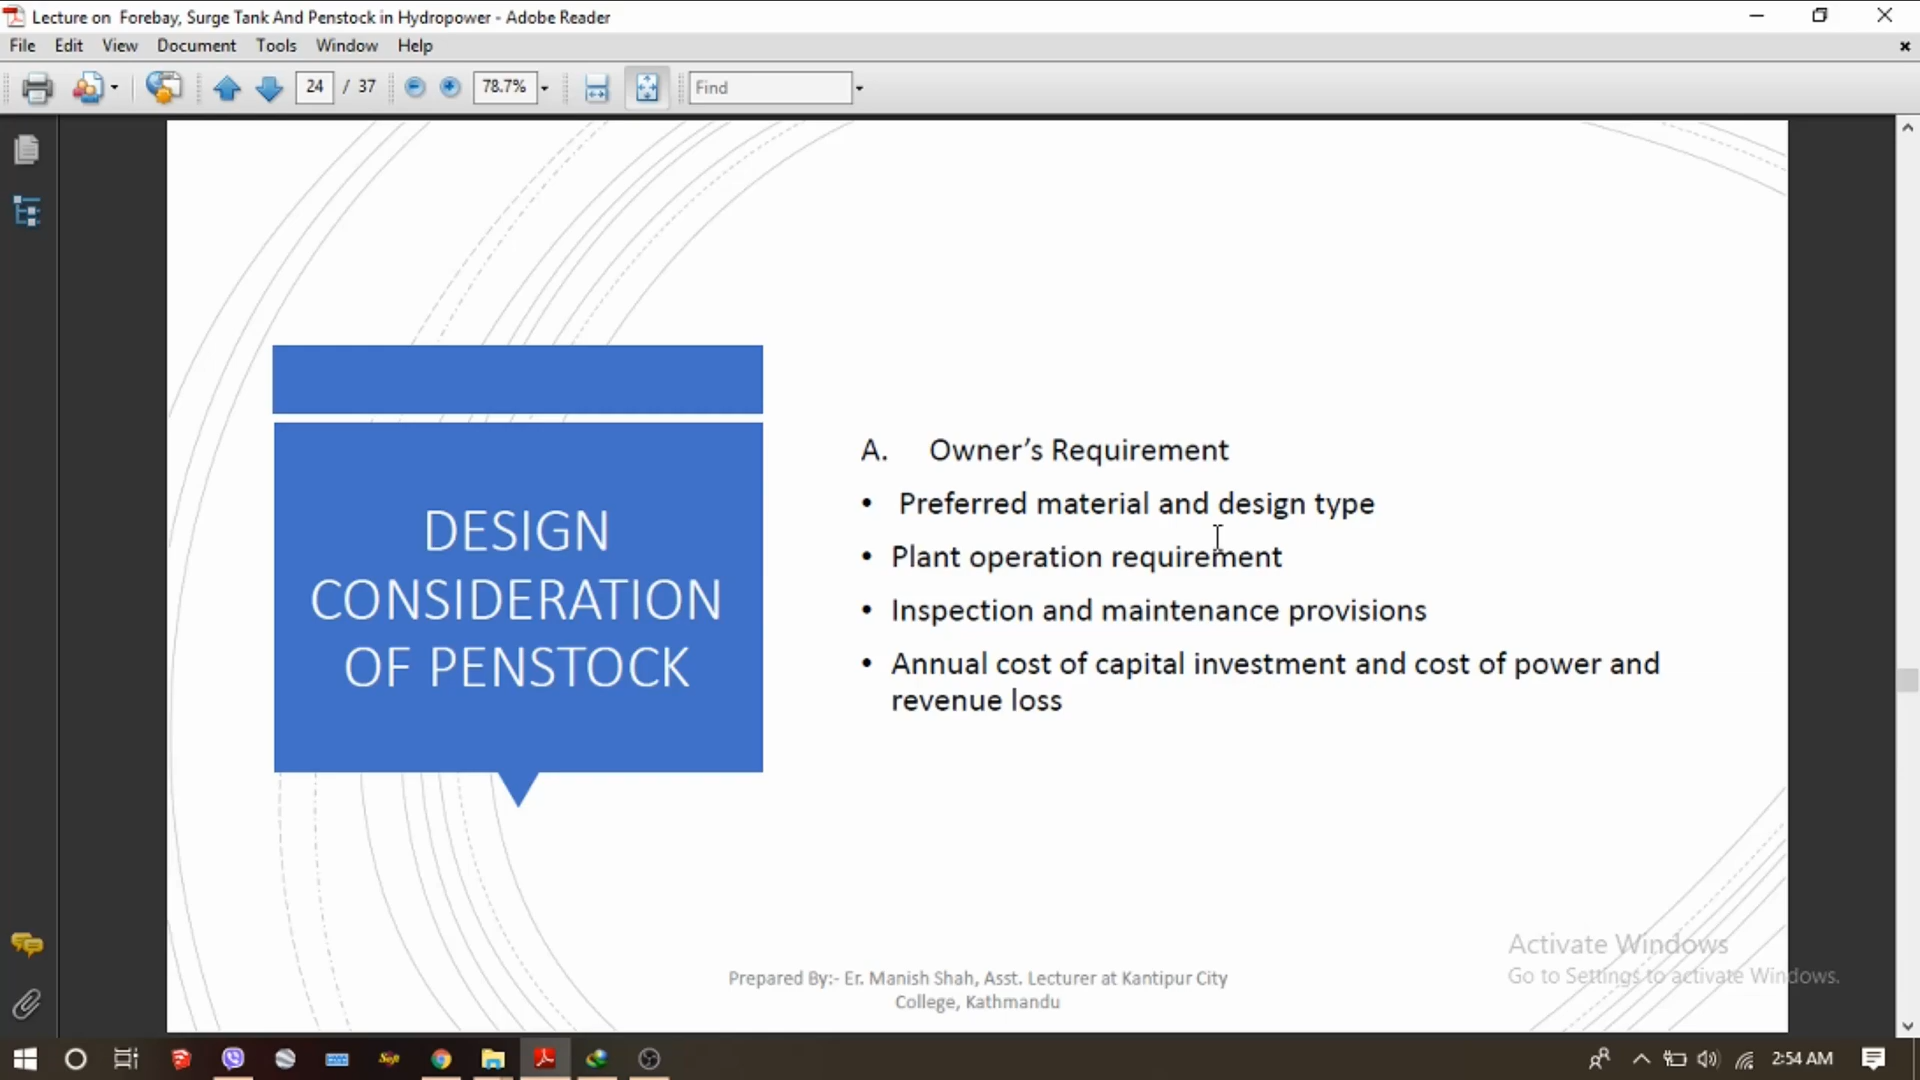 Lecture on  Forebay, Surge Tank And Penstock in Hydropower - Adobe Reader
File Edit View Document Tools Window Help
24 / 37 78.7% Find
DESIGN
CONSIDERATION
OF PENSTOCK
A. Owner’s Requirement
• Preferred material and design type
• Plant operation requirement
• Inspection and maintenance provisions
• Annual cost of capital investment and cost of power and
revenue loss
Prepared By:- Er. Manish Shah, Asst. Lecturer at Kantipur City
College, Kathmandu
Activate Windows
Go to Settings to activate Windows.
2:54 AM